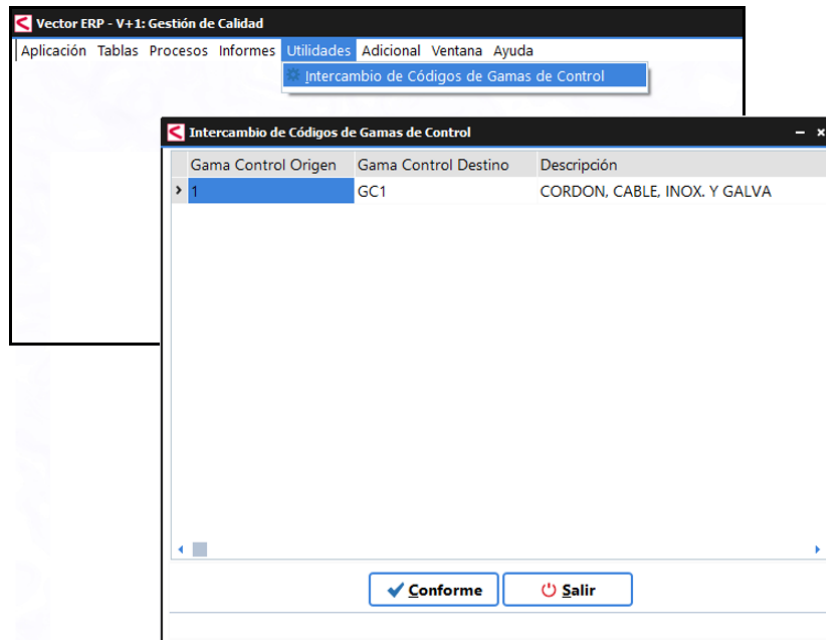 Vector ERP - V+1: Gestión de Calidad
Aplicación Tablas Procesos Informes Utilidades Adicional Ventana Ayuda
Intercambio de Códigos de Gamas de Control
Intercambio de Códigos de Gamas de Control
Gama Control Origen Gama Control Destino Descripción
1 GC1 CORDON, CABLE, INOX. Y GALVA
Conforme Salir